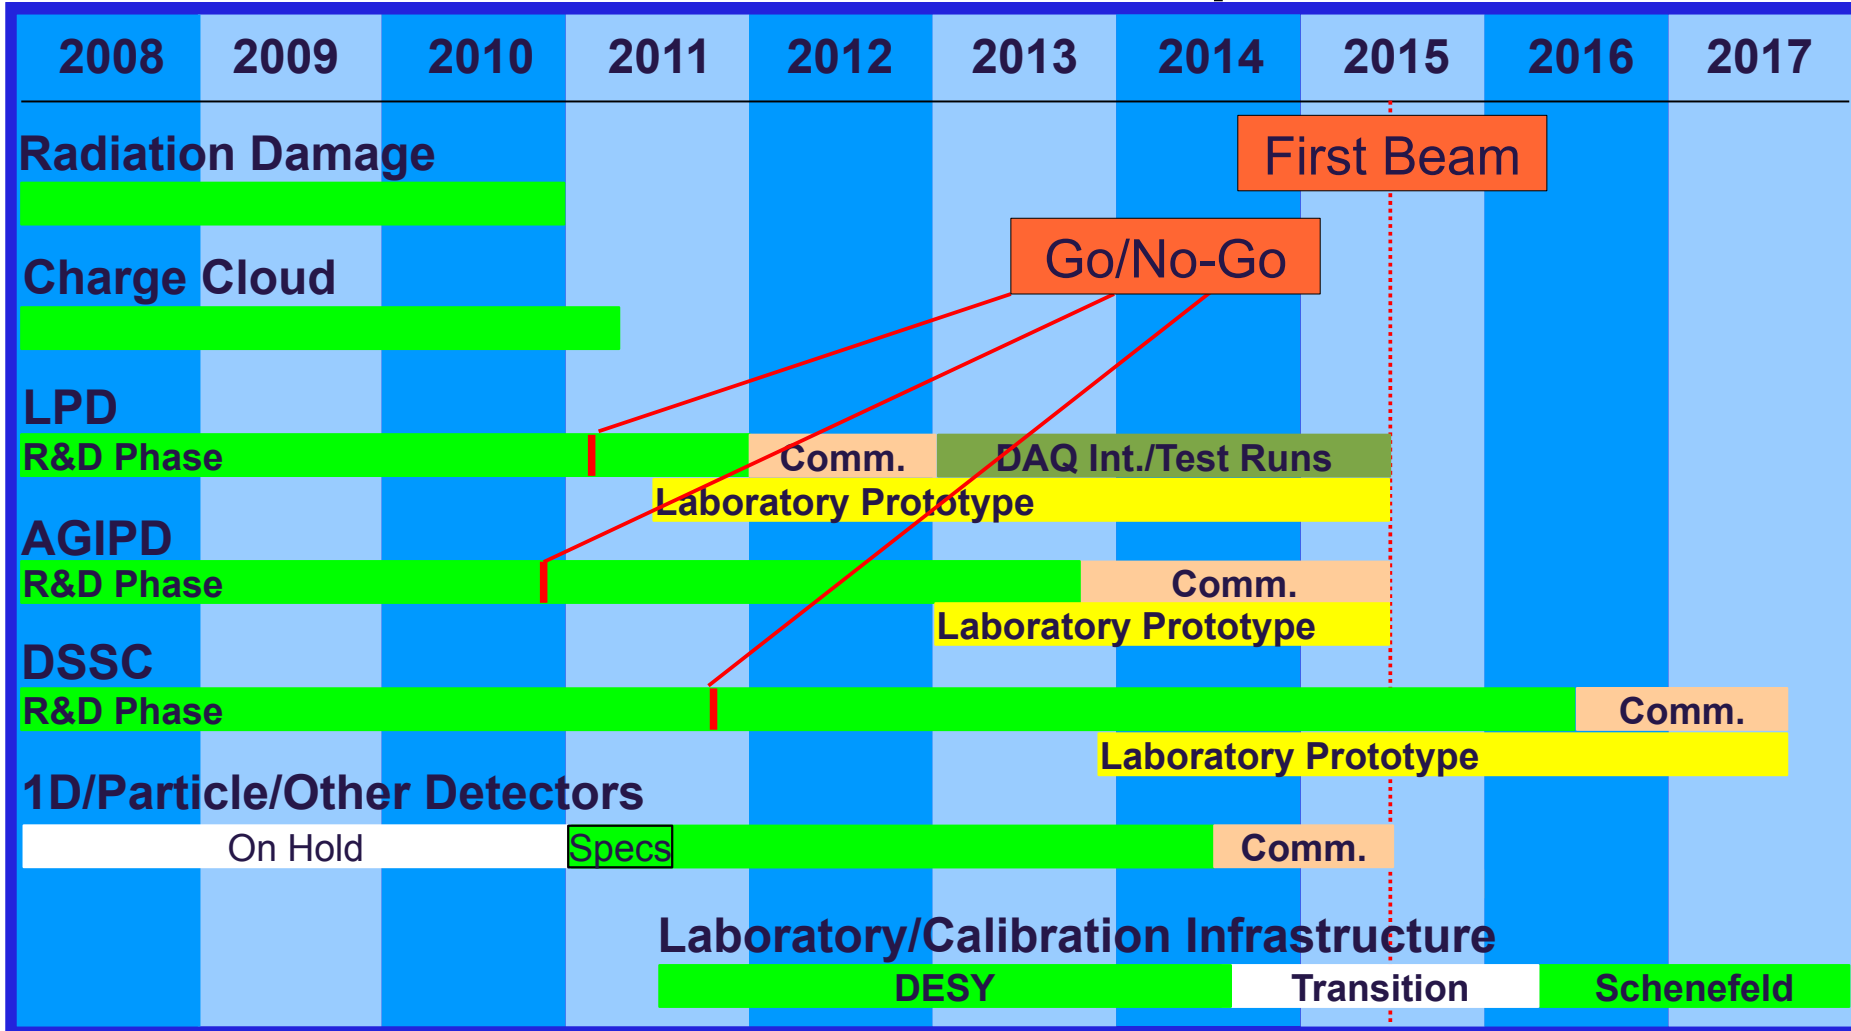 2008 2009 2010 2011 2012 2013 2014 2015 2016 2017
Radiation Damage
First Beam
Go/No-Go
Charge Cloud
LPD
R&D Phase Comm. DAQ Int./Test Runs
Laboratory Prototype
AGIPD
R&D Phase Comm.
Laboratory Prototype
DSSC
R&D Phase Comm.
Laboratory Prototype
1D/Particle/Other Detectors
On Hold Specs Comm.
Laboratory/Calibration Infrastructure
DESY Transition Schenefeld